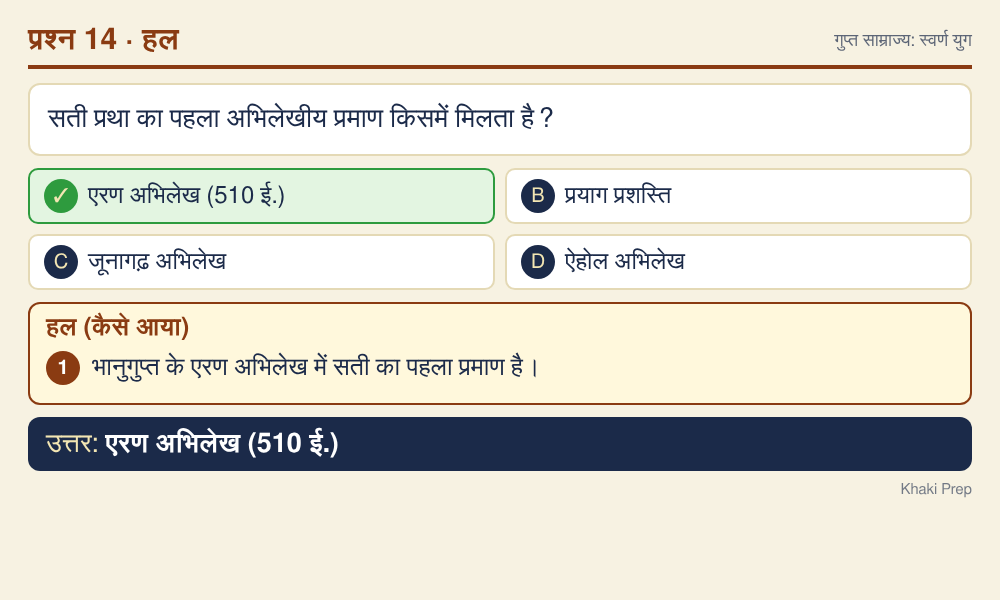 प्रश्न 14 · हल
गुप्त साम्राज्य: स्वर्ण युग
सती प्रथा का पहला अभिलेखीय प्रमाण किसमें मिलता है ?
✓ एरण अभिलेख (510 ई.)
B प्रयाग प्रशस्ति
C जूनागढ़ अभिलेख
D ऐहोल अभिलेख
हल (कैसे आया)
1 भानुगुप्त के एरण अभिलेख में सती का पहला प्रमाण है।
उत्तर: एरण अभिलेख (510 ई.)
Khaki Prep